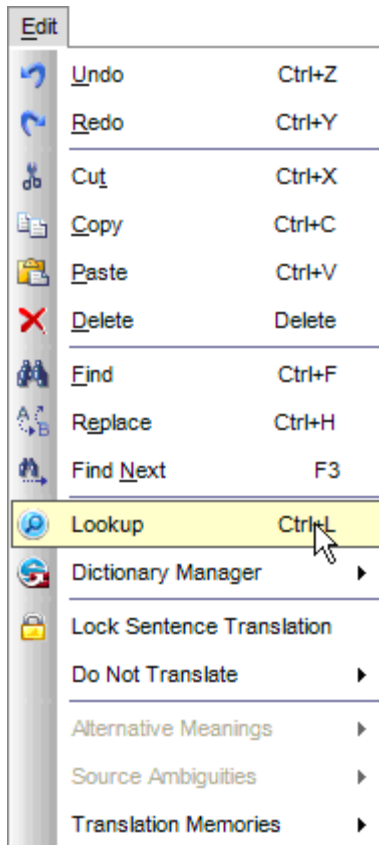 Edit
Undo Ctrl+Z
Redo Ctrl+Y
Cut Ctrl+X
Copy Ctrl+C
Paste Ctrl+V
Delete Delete
Find Ctrl+F
Replace Ctrl+H
Find Next F3
Lookup Ctrl+L
Dictionary Manager
Lock Sentence Translation
Do Not Translate
Alternative Meanings
Source Ambiguities
Translation Memories